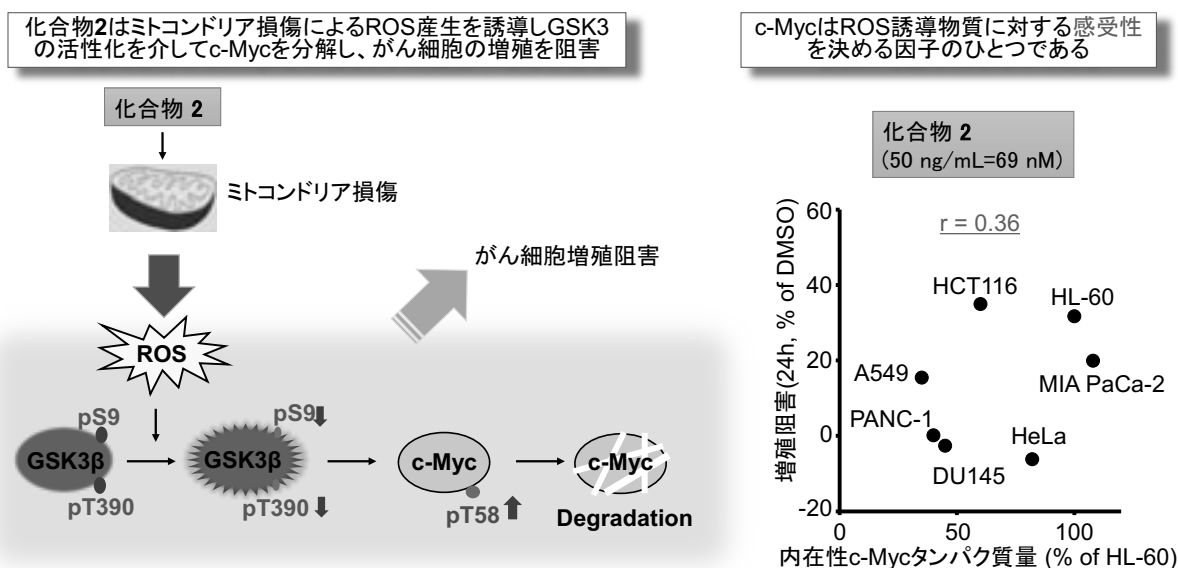 化合物2はミトコンドリア損傷によるROS産生を誘導しGSK3
の活性化を介してc-Mycを分解し、がん細胞の増殖を阻害
化合物 2
ミトコンドリア損傷
がん細胞増殖阻害
ROS
pS9
GSK3β
pT390
pS9
GSK3β
pT390
c-Myc
pT58
c-Myc
Degradation
c-MycはROS誘導物質に対する感受性
を決める因子のひとつである
化合物 2
(50 ng/mL=69 nM)
増殖阻害(24h, % of DMSO)
60
40
20
0
-20
r = 0.36
HCT116
HL-60
A549
MIA PaCa-2
PANC-1
HeLa
DU145
0
50
100
内在性c-Mycタンパク質量 (% of HL-60)